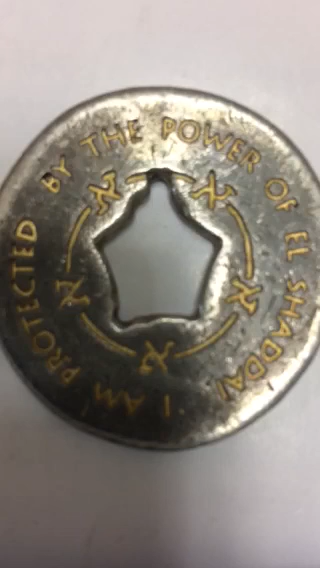 I AM PROTECTED BY THE POWER OF EL SHADDAI
א א א א א